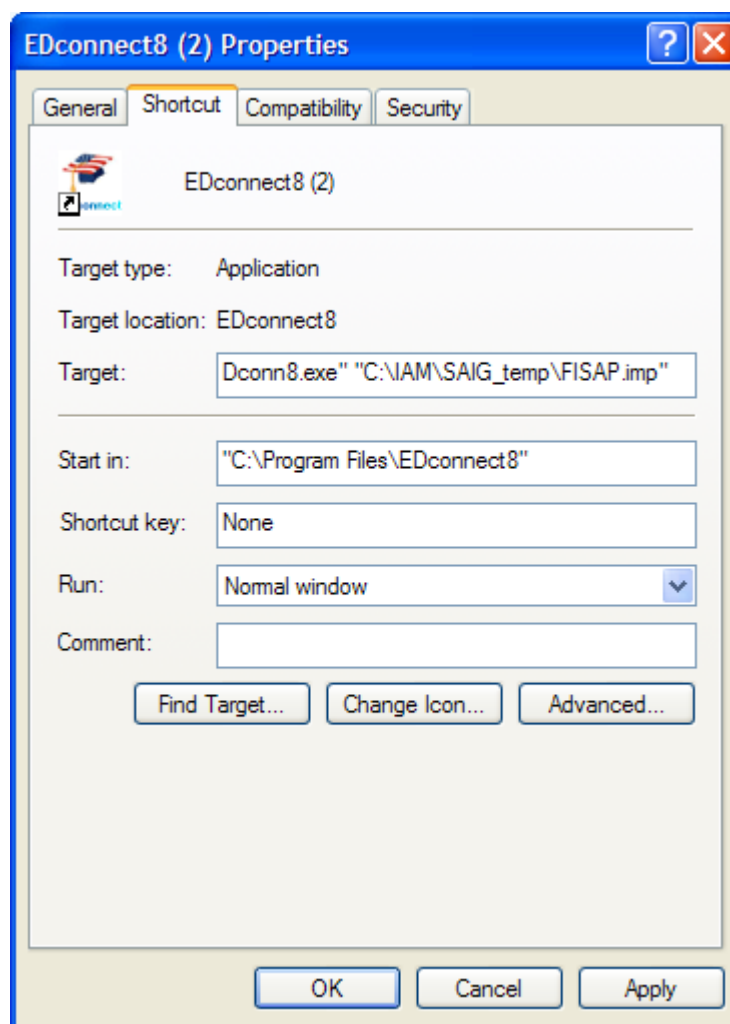 EDconnect8 (2) Properties
General Shortcut Compatibility Security
onnect
EDconnect8 (2)
Target type: Application
Target location: EDconnect8
Target: Dconn8.exe" "C:\IAM\SAIG_temp\FISAP.imp"
Start in: "C:\Program Files\EDconnect8"
Shortcut key: None
Run: Normal window
Comment:
Find Target... Change Icon... Advanced...
OK Cancel Apply